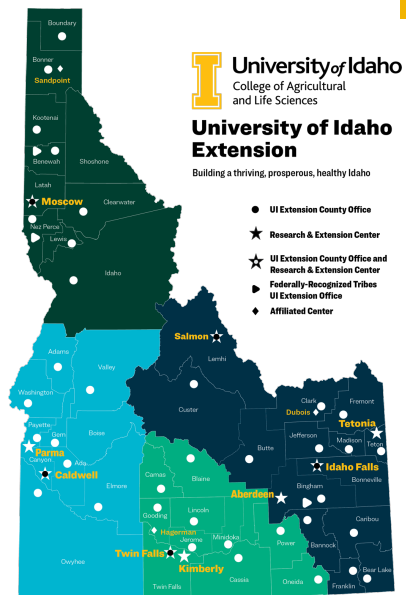 Boundary
Bonner
Sandpoint
Kootenai
Benewah
Shoshone
Latah
Moscow
Clearwater
Nez Perce
Lewis
Idaho
I
University of Idaho
College of Agricultural
and Life Sciences
University of Idaho
Extension
Building a thriving, prosperous, healthy Idaho
UI Extension County Office
Research & Extension Center
UI Extension County Office and
Research & Extension Center
Federally-Recognized Tribes
UI Extension Office
Affiliated Center
Salmon
Lemhi
Adams
Valley
Washington
Custer
Clark
Fremont
Dubois
Tetonia
Payette
Gem
Boise
Jefferson
Madison
Teton
Parma
Canyon
Ada
Caldwell
Butte
Idaho Falls
Bonneville
Elmore
Camas
Blaine
Aberdeen
Bingham
Gooding
Lincoln
Hagerman
Jerome
Minidoka
Power
Bannock
Caribou
Twin Falls
Kimberly
Owyhee
Twin Falls
Cassia
Oneida
Franklin
Bear Lake